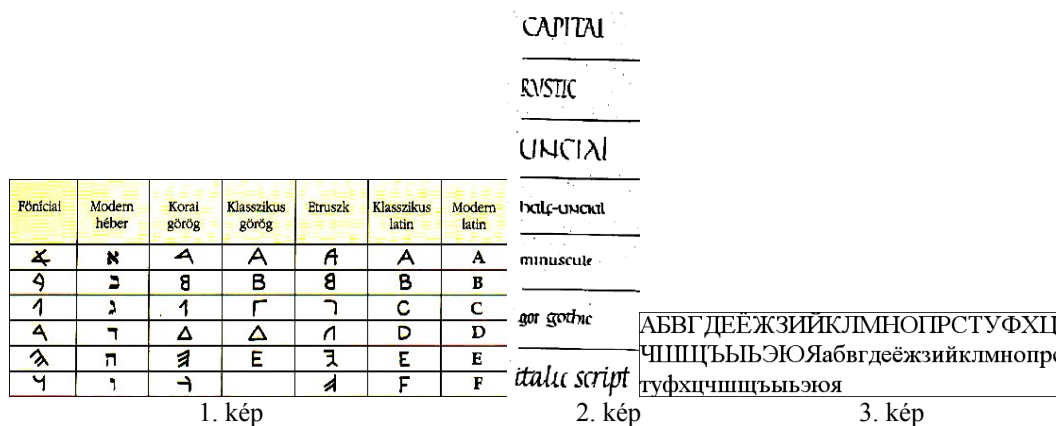 Föníciai Modern héber Korai görög Klasszikus görög Etruszk Klasszikus latin Modern latin
א Α A A
ב Β B B
ג Γ C C
ד Δ Δ D D
ה Ε E E
ו F F
CAPITAL
RVSTIC
UNCIAL
half-uncial
minuscule
gothic
italic script
АБВГДЕЁЖЗИЙКЛМНОПРСТУФХЦ
ЧШЩЪЫЬЭЮЯабвгдеёжзийклмнопрс
туфхцчшщъыьэюя
1. kép 2. kép 3. kép